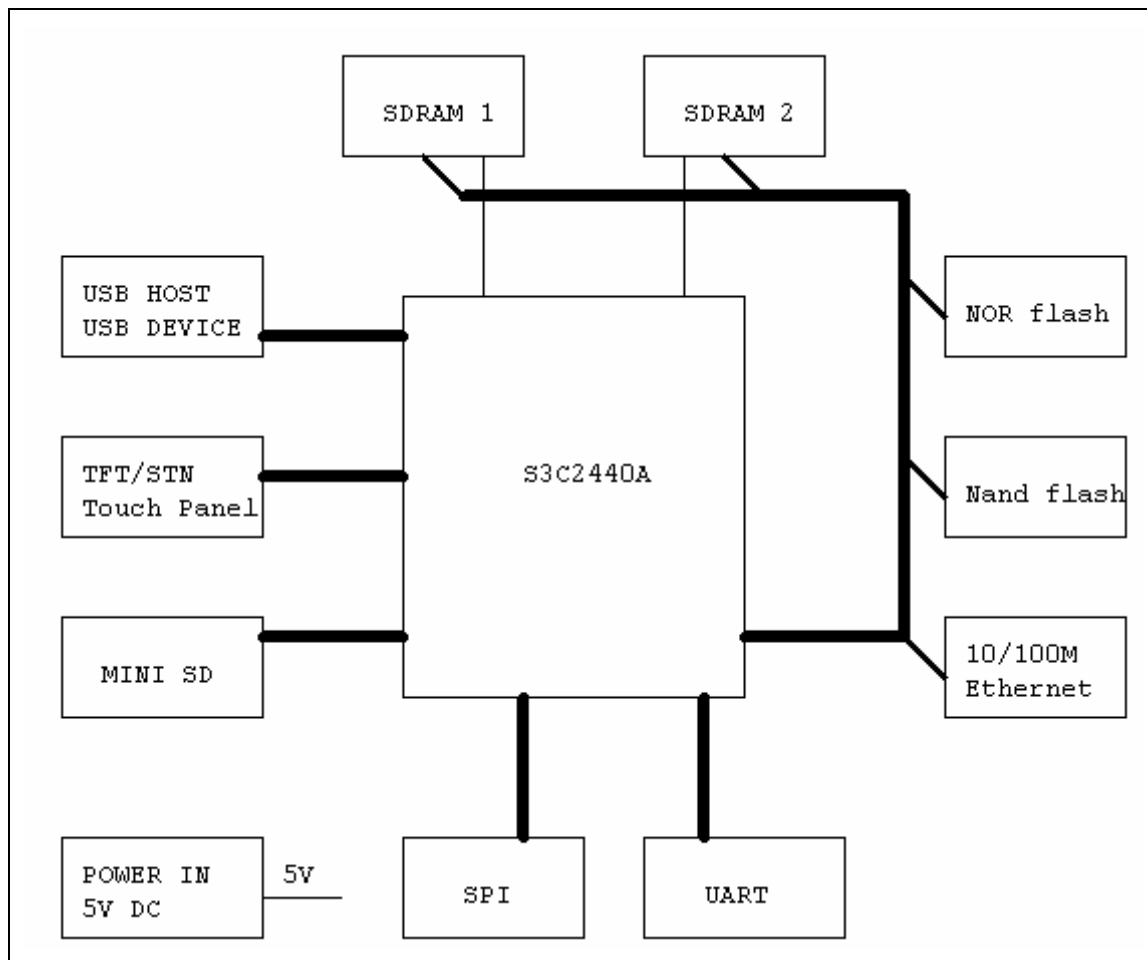 SDRAM 1
SDRAM 2
USB HOST
USB DEVICE
NOR flash
TFT/STN
Touch Panel
S3C2440A
Nand flash
MINI SD
10/100M
Ethernet
POWER IN
5V DC
5V
SPI
UART